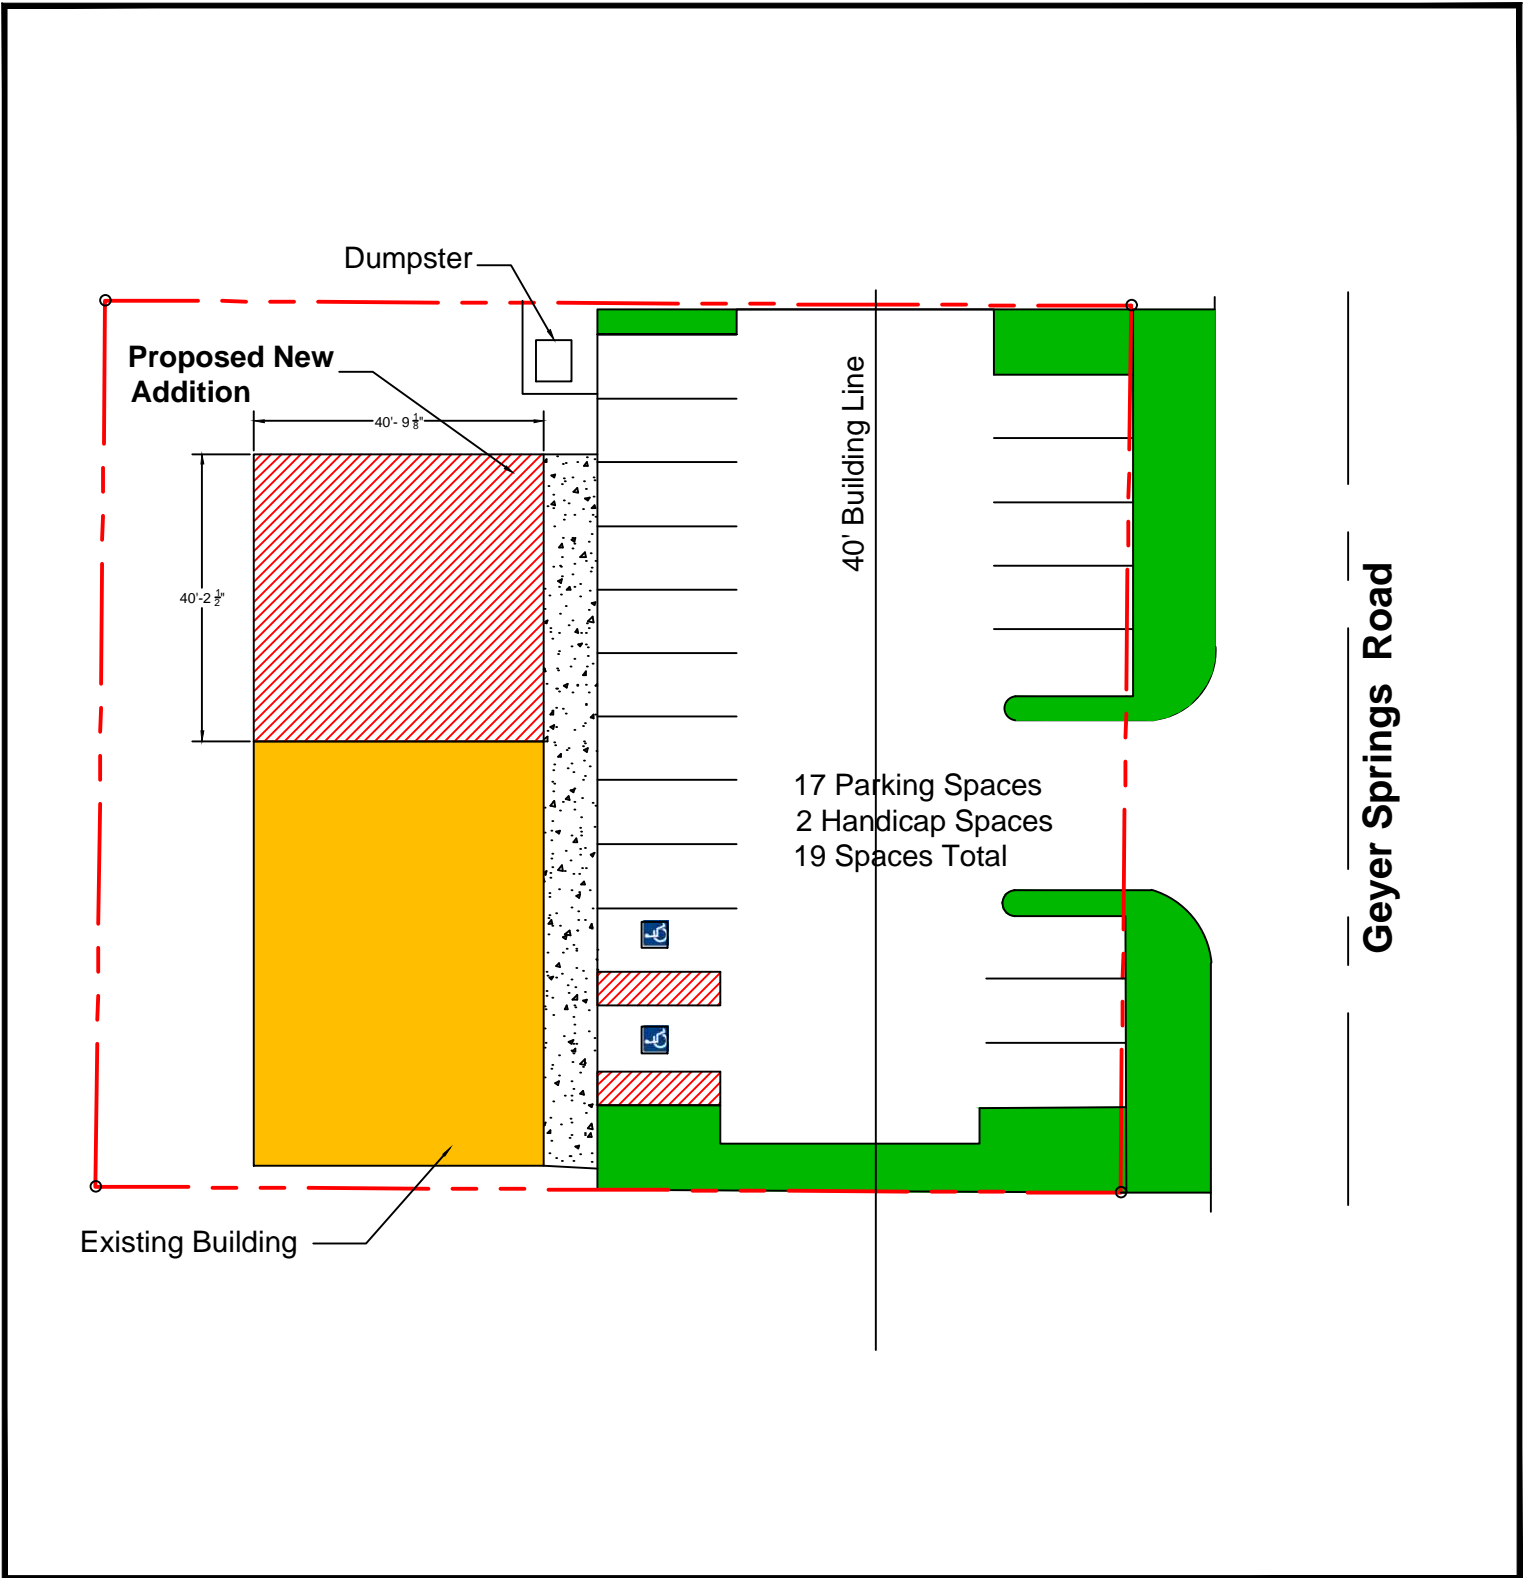 Dumpster
Proposed New
Addition
40'- 9 1/8"
40'-2 1/2"
40' Building Line
17 Parking Spaces
2 Handicap Spaces
19 Spaces Total
Geyer Springs Road
Existing Building